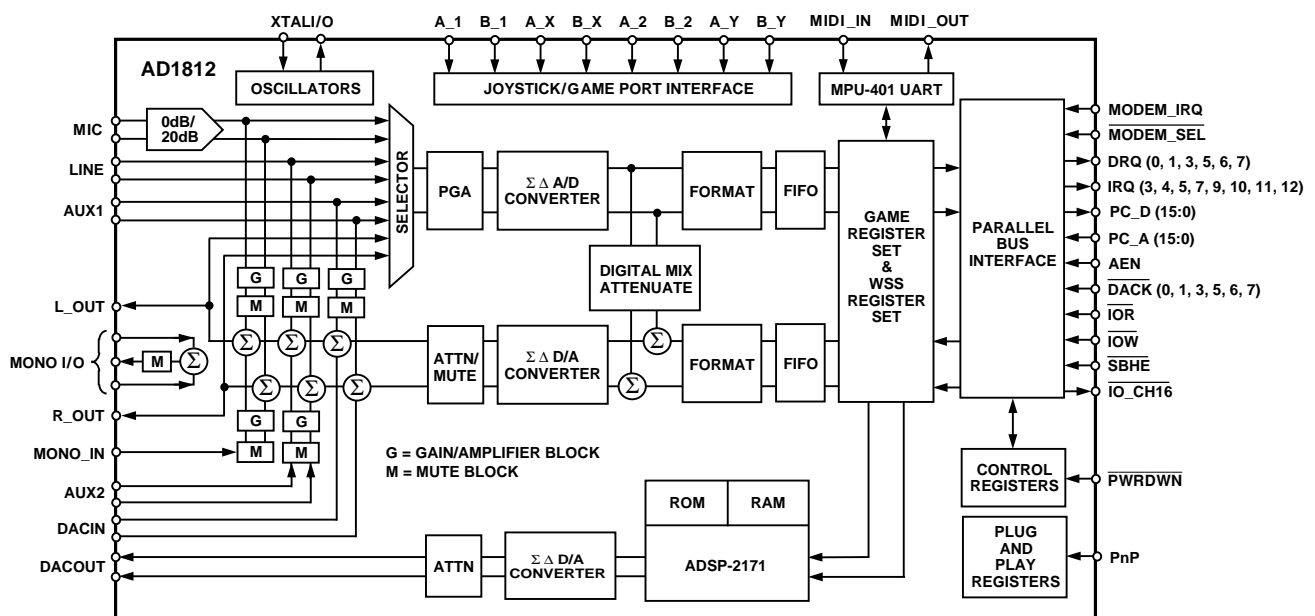 XTALI/O
A_1 B_1 A_X B_X A_2 B_2 A_Y B_Y
MIDI_IN MIDI_OUT
AD1812
OSCILLATORS
JOYSTICK/GAME PORT INTERFACE
MPU-401 UART
MIC
0dB/
20dB
LINE
AUX1
SELECTOR
PGA
Σ Δ A/D
CONVERTER
FORMAT
FIFO
GAME
REGISTER
SET
&
WSS
REGISTER
SET
PARALLEL
BUS
INTERFACE
MODEM_IRQ
MODEM_SEL
DRQ (0, 1, 3, 5, 6, 7)
IRQ (3, 4, 5, 7, 9, 10, 11, 12)
PC_D (15:0)
PC_A (15:0)
AEN
DACK (0, 1, 3, 5, 6, 7)
IOR
IOW
SBHE
IO_CH16
DIGITAL MIX
ATTENUATE
G G G
M M M
L_OUT
Σ Σ Σ
Σ
MONO I/O
M Σ
ATTN/
MUTE
Σ Δ D/A
CONVERTER
FORMAT
FIFO
Σ Σ Σ
Σ
R_OUT
G G
M M
MONO_IN
G = GAIN/AMPLIFIER BLOCK
M = MUTE BLOCK
AUX2
DACIN
DACOUT
ATTN
Σ Δ D/A
CONVERTER
ROM RAM
ADSP-2171
CONTROL
REGISTERS
PWRDWN
PLUG
AND
PLAY
REGISTERS
PnP